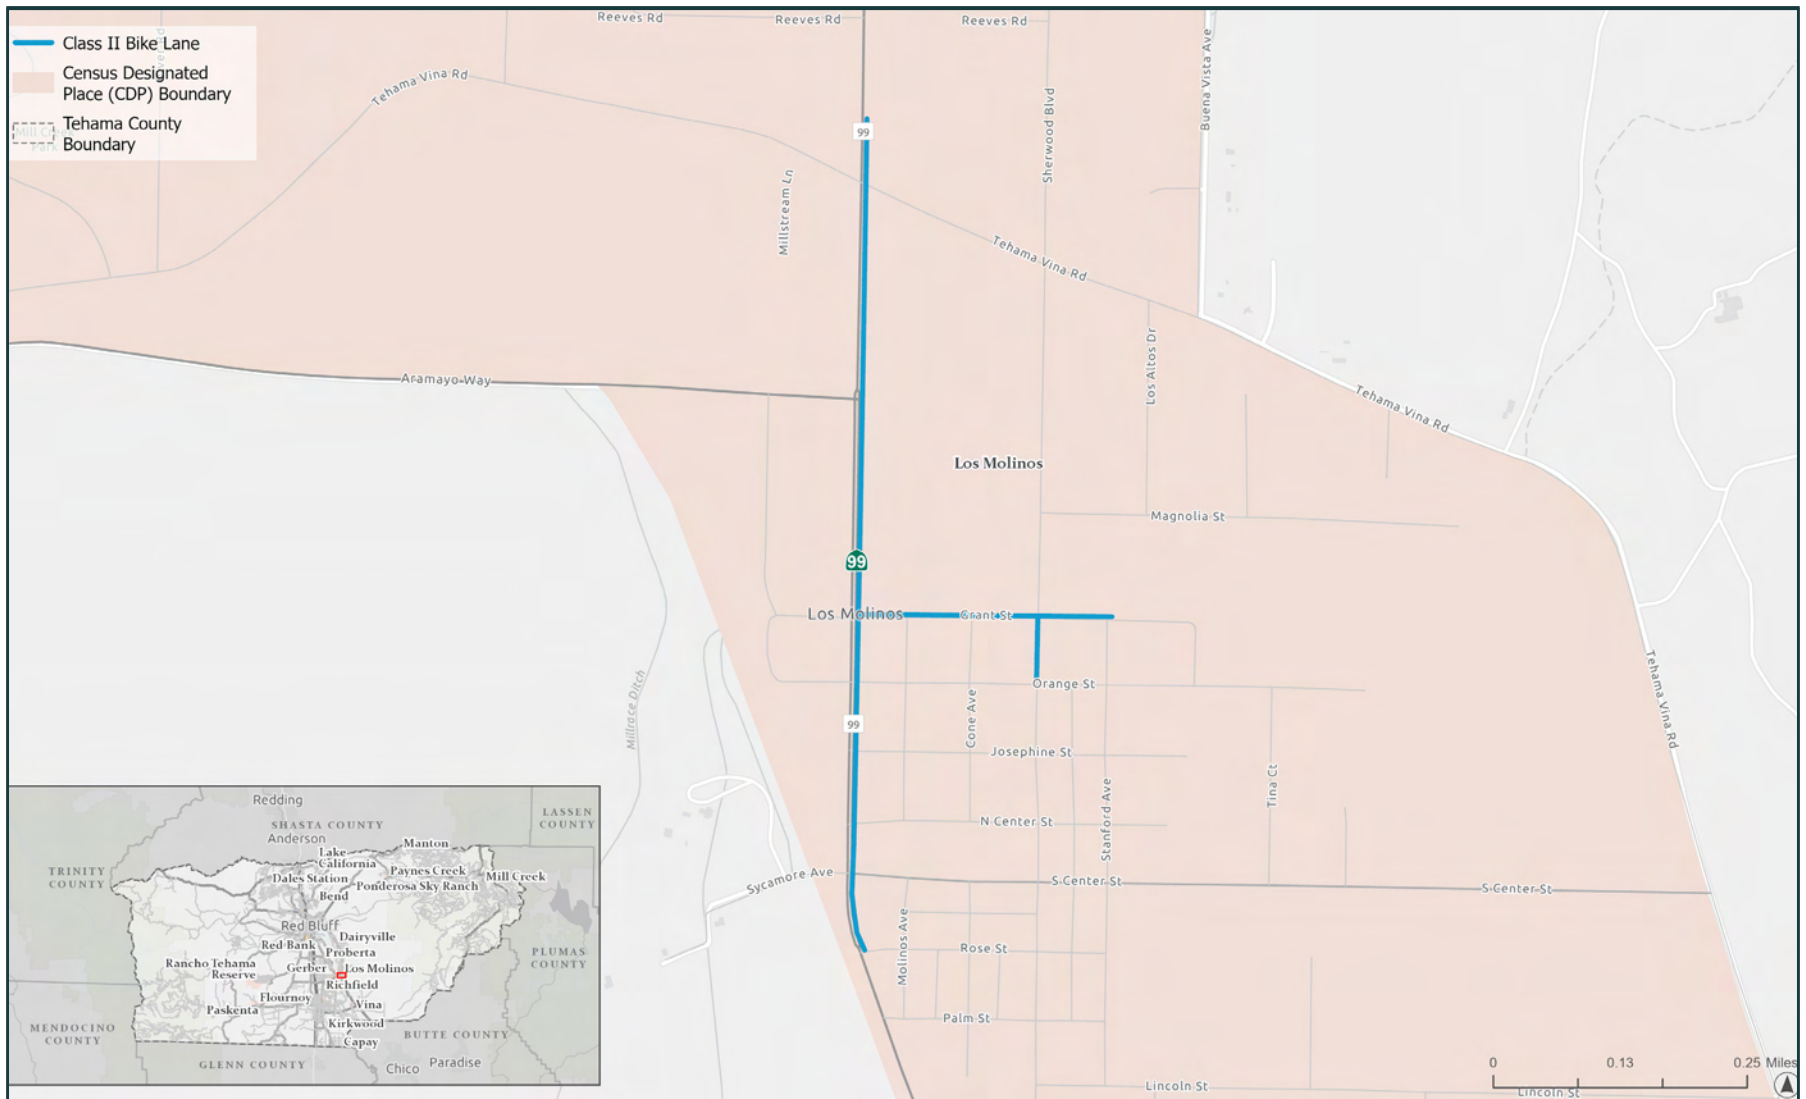 Reeves Rd
Reeves Rd
Reeves Rd
Class II Bike Lane
Census Designated
Place (CDP) Boundary
Tehama County
Boundary
Mill Creek
Park
Tehama Vina Rd
99
Buena Vista Ave
Sherwood Blvd
Millstream Ln
Tehama Vina Rd
Aramayo Way
Los Altos Dr
Tehama Vina Rd
Los Molinos
Magnolia St
99
Los Molinos
Grant St
Orange St
Millrace Ditch
Cone Ave
99
Tehama Vina Rd
Josephine St
Tina Ct
Stanford Ave
N Center St
Sycamore Ave
S Center St
S Center St
Molinos Ave
Rose St
Palm St
Lincoln St
Lincoln St
0
0.13
0.25 Miles
Redding
LASSEN
COUNTY
SHASTA COUNTY
Anderson
Manton
Lake
California
TRINITY
COUNTY
Dales Station
Paynes Creek
Mill Creek
Ponderosa Sky Ranch
Bend
Red Bluff
Dairyville
Red Bank
Proberta
PLUMAS
COUNTY
Rancho Tehama
Reserve
Gerber
Los Molinos
Richfield
Flournoy
Vina
Paskenta
Kirkwood
MENDOCINO
COUNTY
BUTTE COUNTY
Capay
GLENN COUNTY
Chico
Paradise